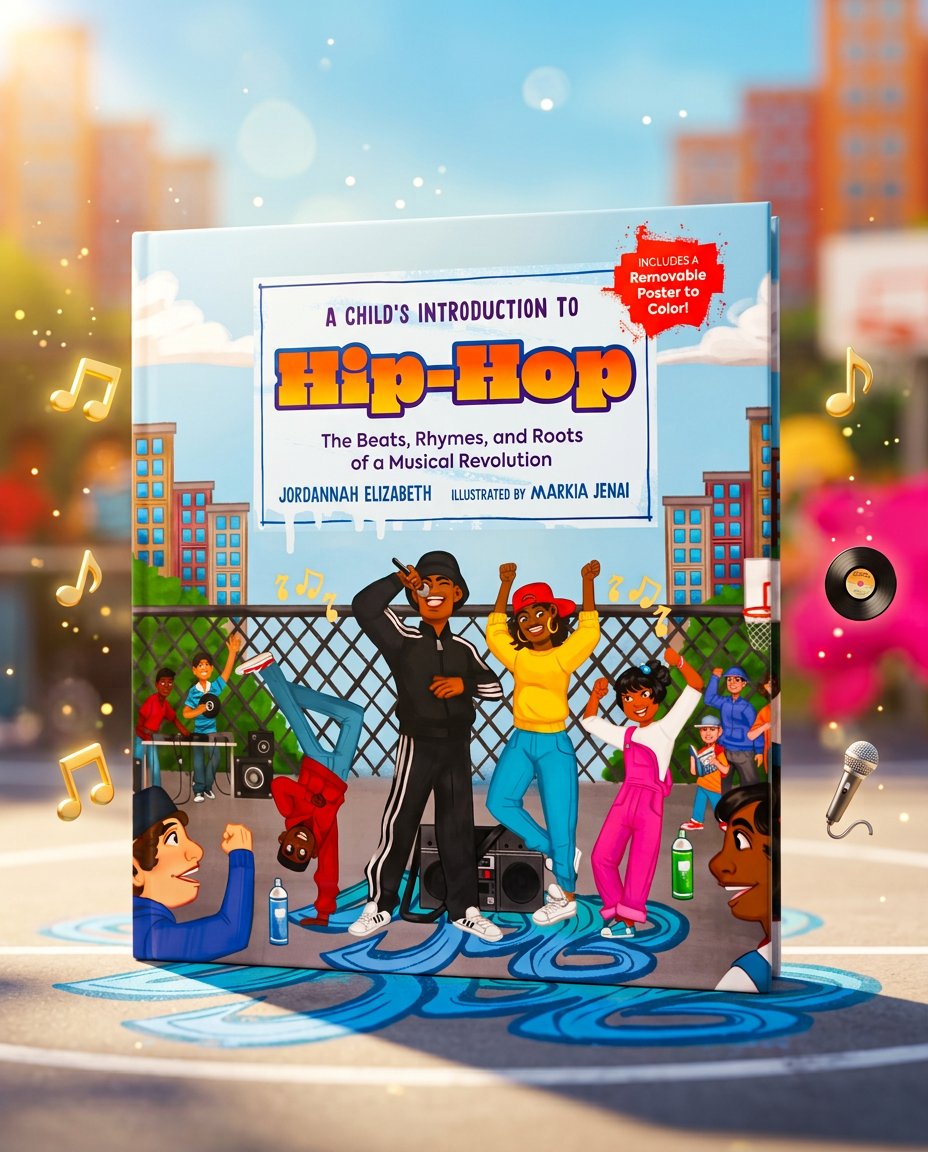 INCLUDES A
Removable
Poster to
Color!
A CHILD'S INTRODUCTION TO
Hip-Hop
The Beats, Rhymes, and Roots
of a Musical Revolution
JORDANNAH ELIZABETH ILLUSTRATED BY MARKIA JENAI